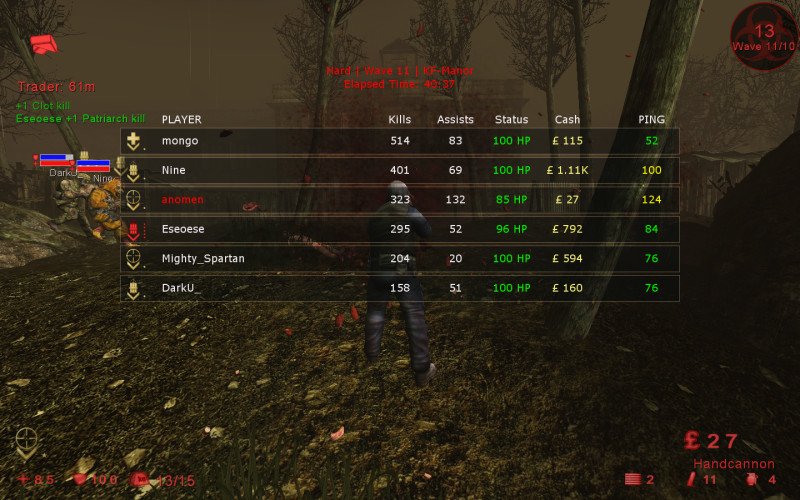 13
Wave 11/10
Hard | Wave 11 | KF-Manor
Elapsed Time: 40:37
Trader: 61m
+1 Clot kill
Eseoese +1 Patriarch kill
PLAYER Kills Assists Status Cash PING
mongo 514 83 100 HP £ 115 52
Nine 401 69 100 HP £ 1.11K 100
anomen 323 132 85 HP £ 27 124
Eseoese 295 52 96 HP £ 792 84
Mighty_Spartan 204 20 100 HP £ 594 76
DarkU_ 158 51 100 HP £ 160 76
DarkU_
Nine
£ 27
Handcannon
+ 85 100 13/15
2 11 4